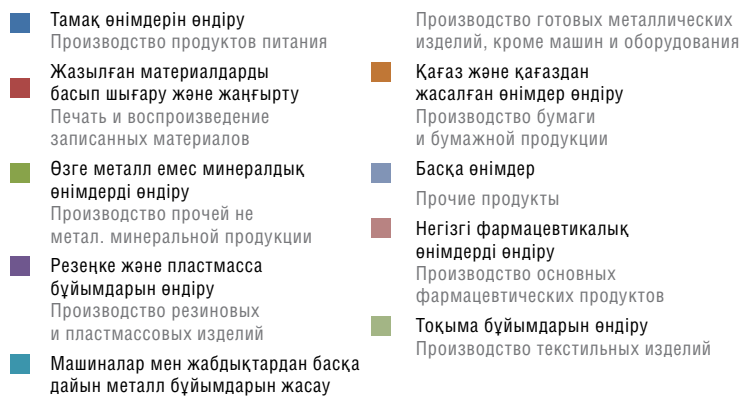 Тамақ өнімдерін өндіру
Производство продуктов питания
Жазылған материалдарды
басып шығару және жаңғырту
Печать и воспроизведение
записанных материалов
Өзге металл емес минералдық
өнімдерді өндіру
Производство прочей не
метал. минеральной продукции
Резеңке және пластмасса
бұйымдарын өндіру
Производство резиновых
и пластмассовых изделий
Машиналар мен жабдықтардан басқа
дайын металл бұйымдарын жасау
Производство готовых металлических
изделий, кроме машин и оборудования
Қағаз және қағаздан
жасалған өнімдер өндіру
Производство бумаги
и бумажной продукции
Басқа өнімдер
Прочие продукты
Негізгі фармацевтикалық
өнімдерді өндіру
Производство основных
фармацевтических продуктов
Тоқыма бұйымдарын өндіру
Производство текстильных изделий